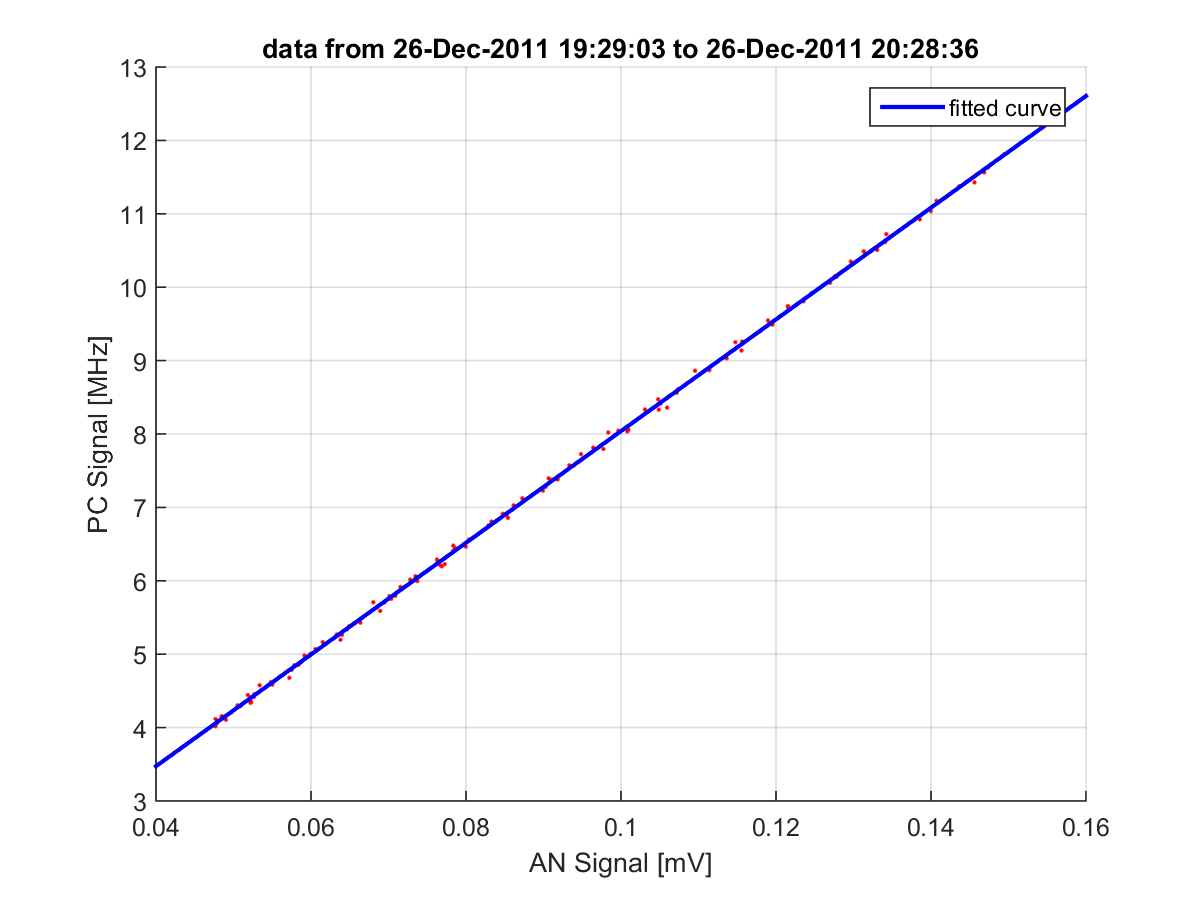 data from 26-Dec-2011 19:29:03 to 26-Dec-2011 20:28:36
fitted curve
13
12
11
10
9
8
7
6
5
4
3
PC Signal [MHz]
0.04 0.06 0.08 0.1 0.12 0.14 0.16
AN Signal [mV]